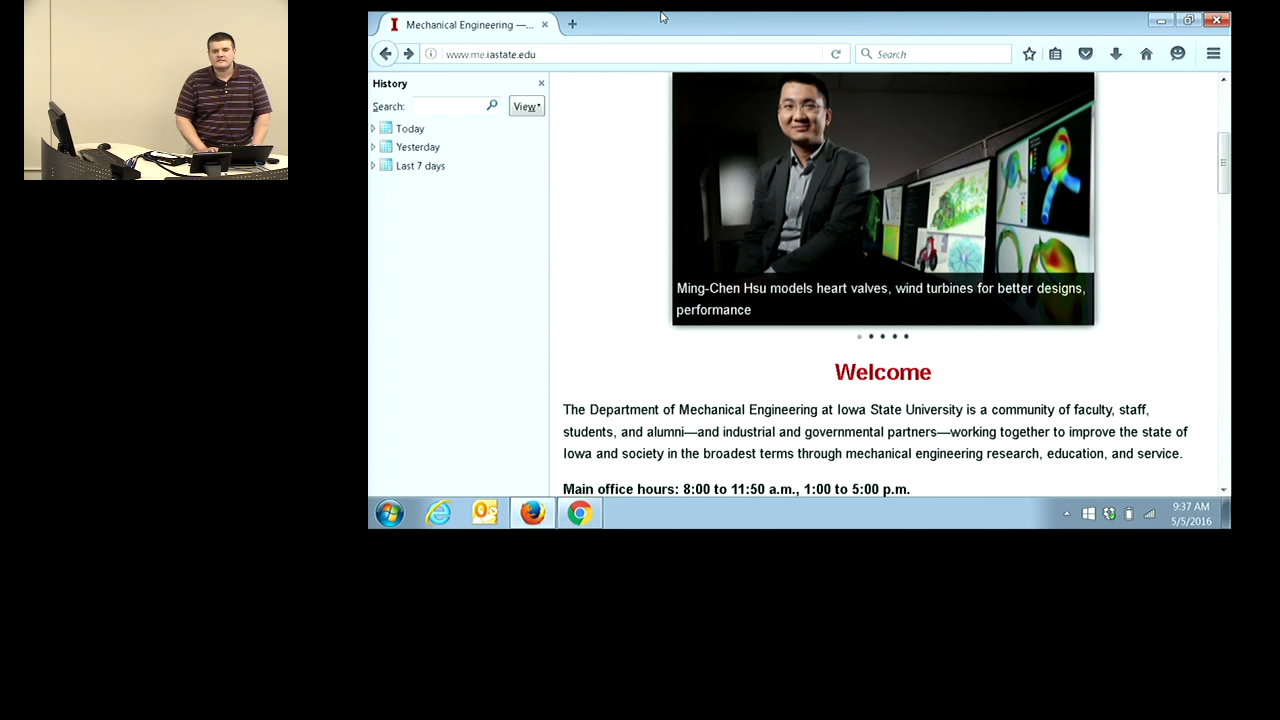 Mechanical Engineering —...
www.me.iastate.edu
Search
History
Search:
View
Today
Yesterday
Last 7 days
Ming-Chen Hsu models heart valves, wind turbines for better designs,
performance
Welcome
The Department of Mechanical Engineering at Iowa State University is a community of faculty, staff,
students, and alumni—and industrial and governmental partners—working together to improve the state of
Iowa and society in the broadest terms through mechanical engineering research, education, and service.
Main office hours: 8:00 to 11:50 a.m., 1:00 to 5:00 p.m.
9:37 AM
5/5/2016